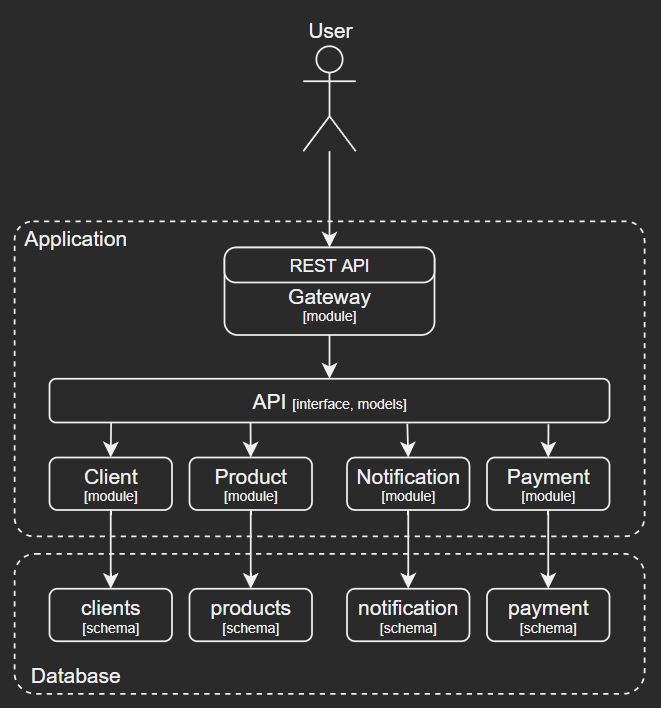 User
Application
REST API
Gateway
[module]
API [interface, models]
Client
[module]
Product
[module]
Notification
[module]
Payment
[module]
clients
[schema]
products
[schema]
notification
[schema]
payment
[schema]
Database